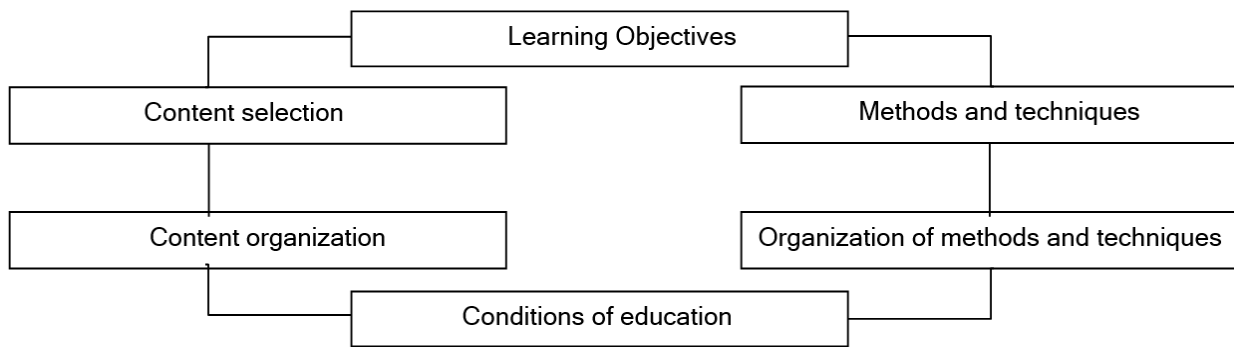 Learning Objectives
Content selection
Methods and techniques
Content organization
Organization of methods and techniques
Conditions of education